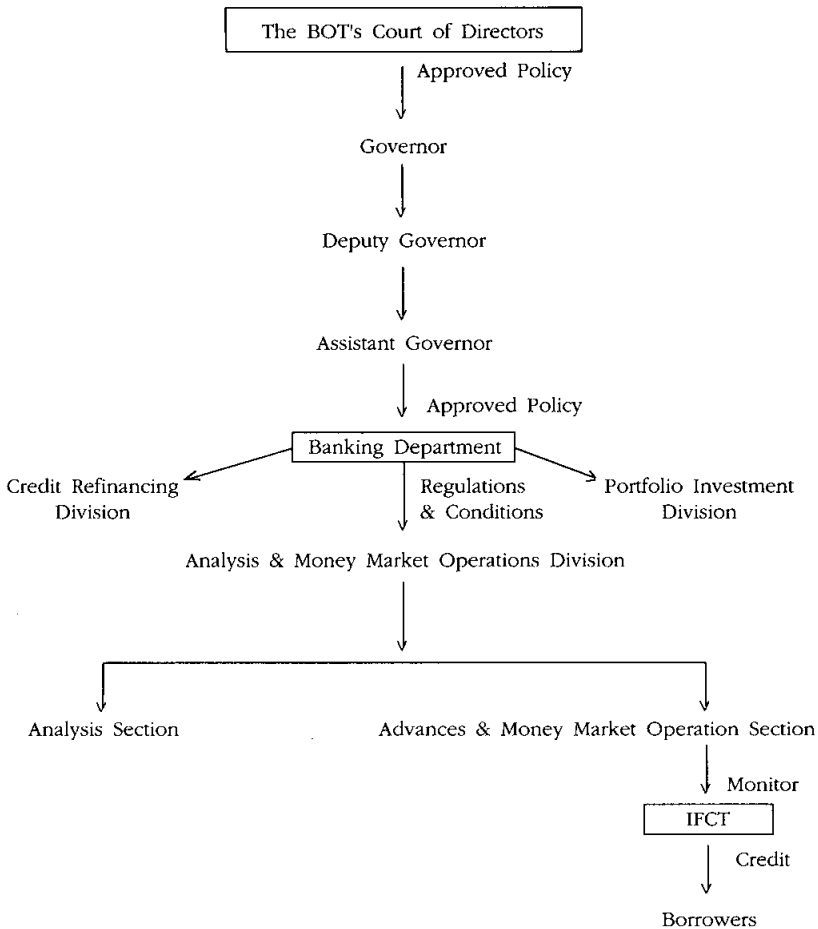 The BOT's Court of Directors
Approved Policy
Governor
Deputy Governor
Assistant Governor
Approved Policy
Banking Department
Credit Refinancing
Division
Regulations
& Conditions
Portfolio Investment
Division
Analysis & Money Market Operations Division
Analysis Section
Advances & Money Market Operation Section
Monitor
IFCT
Credit
Borrowers